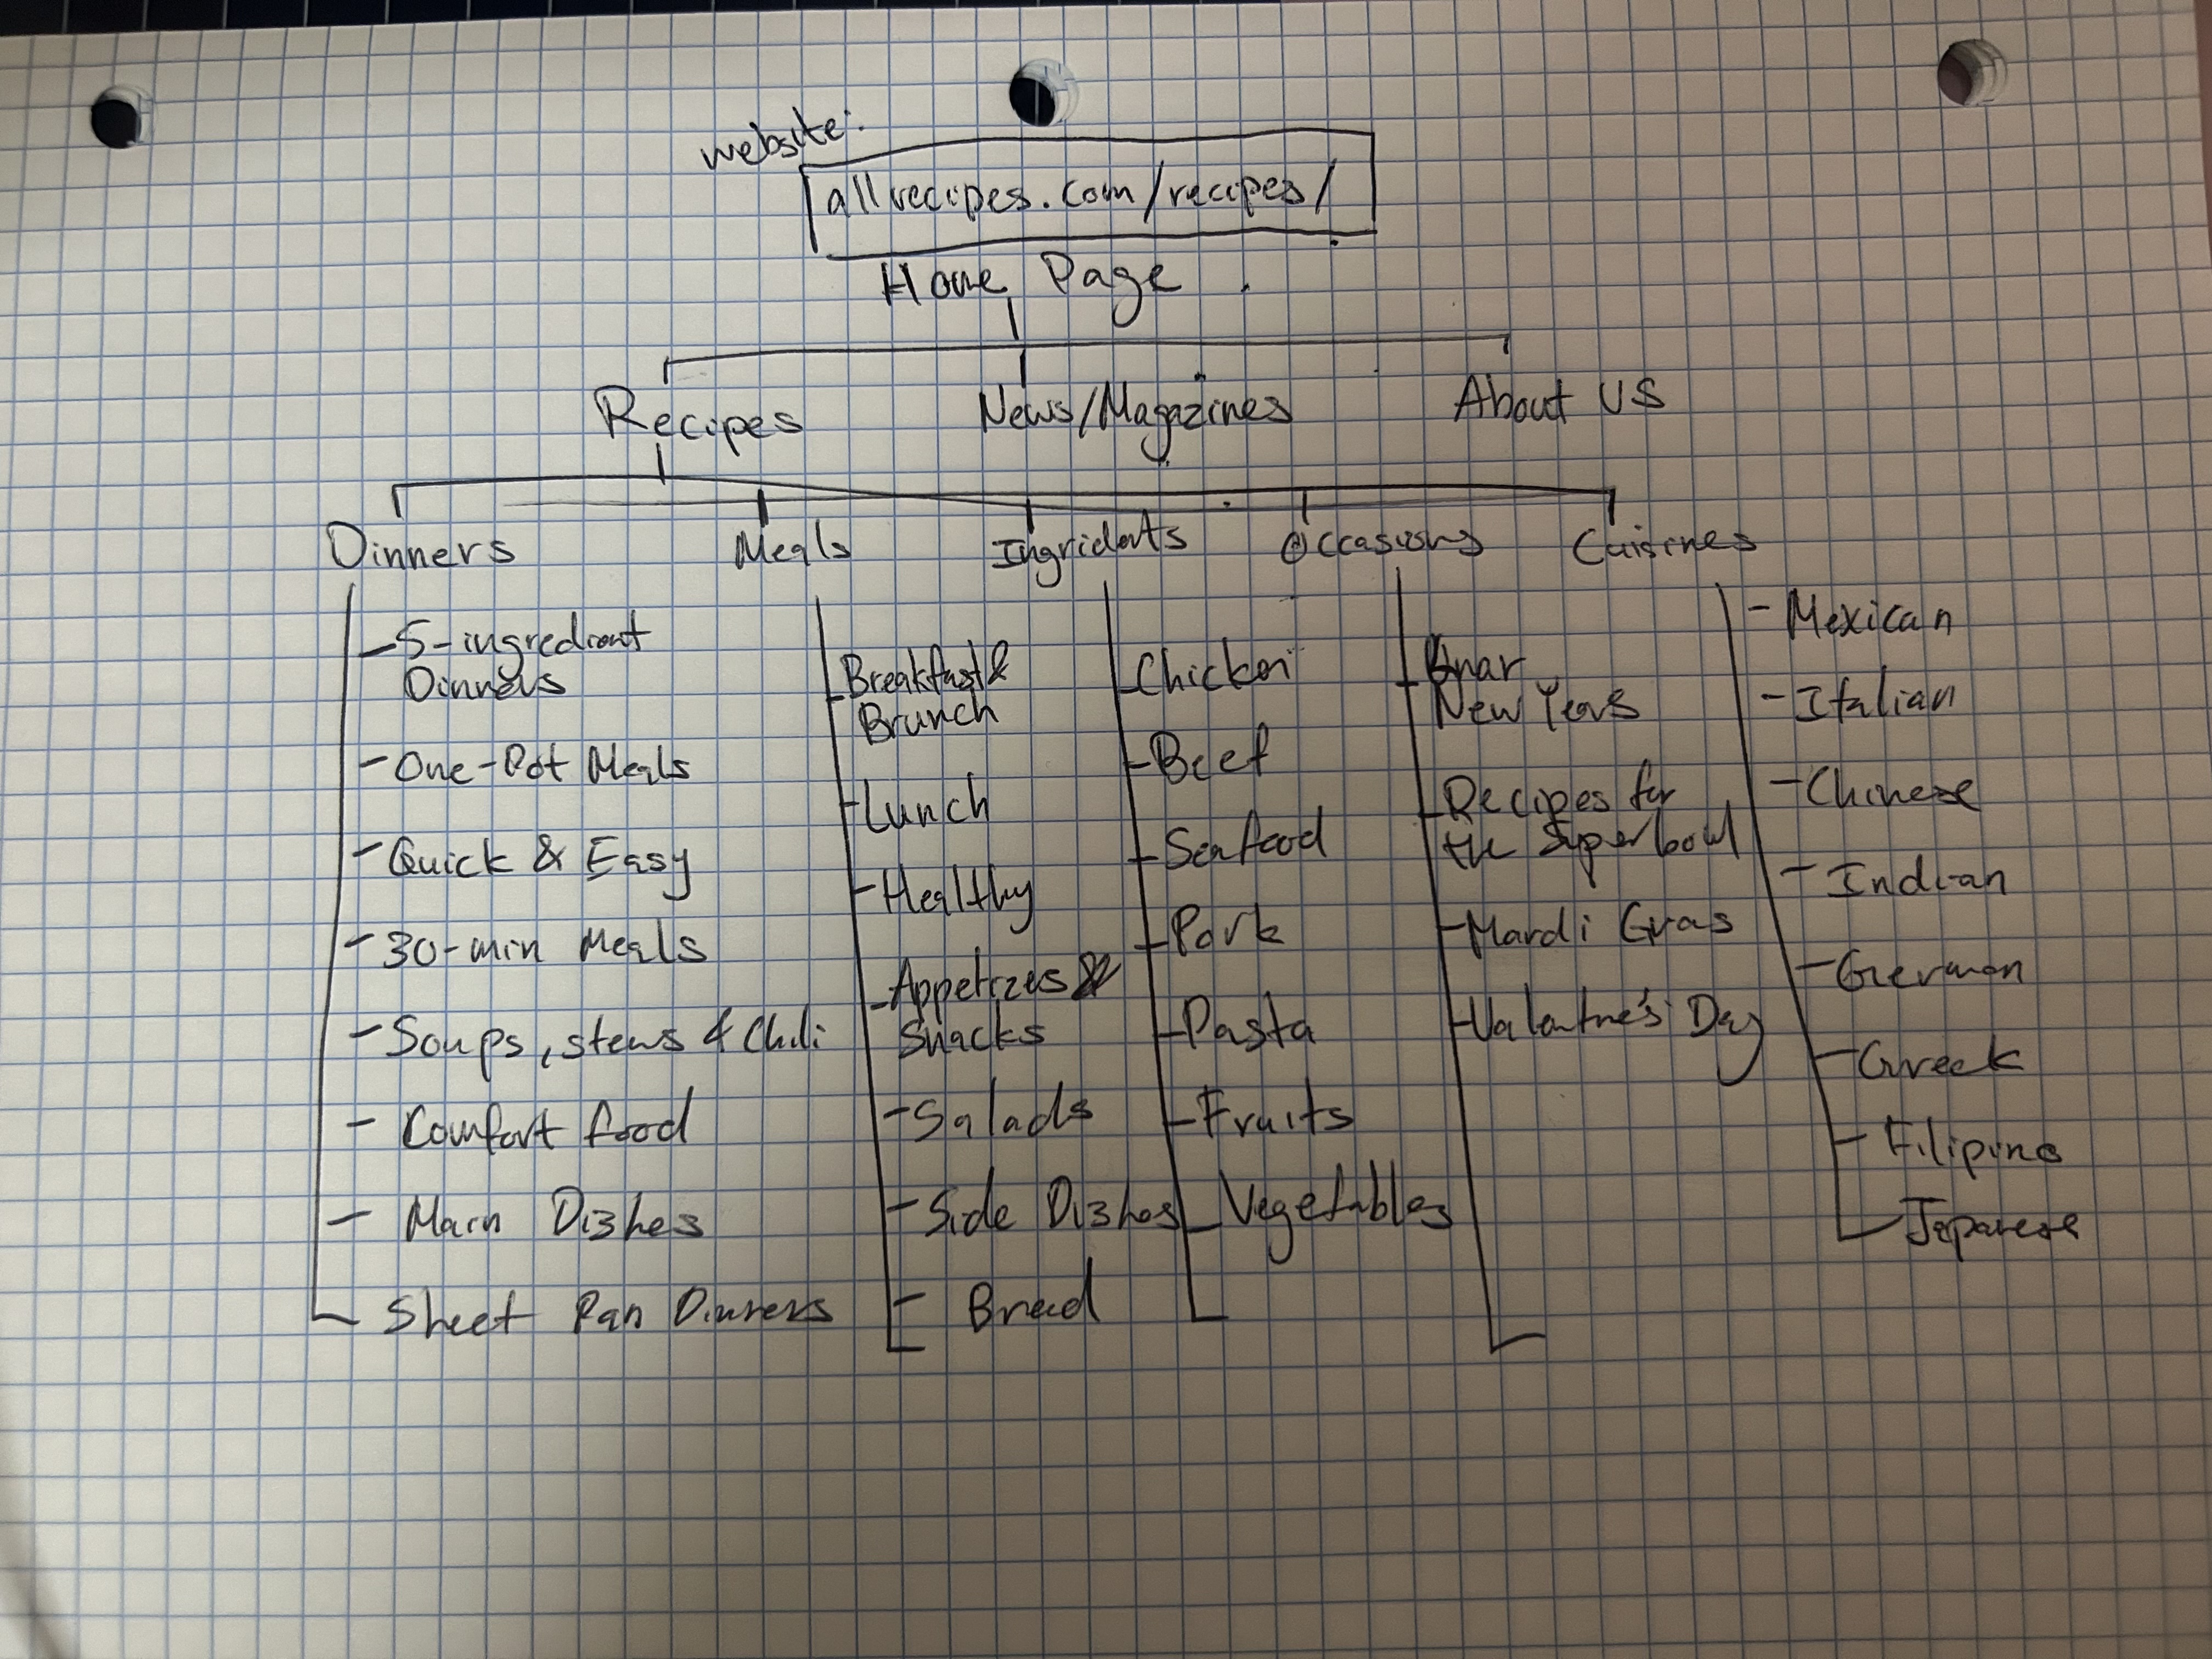 website:
allrecipes.com/recipes/
Home Page
Recipes News/Magazines About US
Dinners Meals Ingridents Occasions Cuisines
5-ingredient
Dinners
One-Pot Meals
Quick & Easy
30-min Meals
Soups, stews & Chili
Comfort food
Main Dishes
Sheet Pan Dinners
Breakfast &
Brunch
Lunch
Healthy
Appetizers &
Snacks
Salads
Side Dishes
Bread
Chicken
Beef
Seafood
Pork
Pasta
Fruits
Vegetables
Lunar
New Years
Recipes for
the Superbowl
Mardi Gras
Valentine's Day
Mexican
Italian
Chinese
Indian
German
Greek
Filipino
Japanese